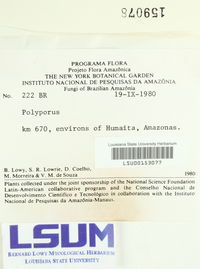 159078
PROGRAMA FLORA
Projeto Flora Amazônica
THE NEW YORK BOTANICAL GARDEN
INSTITUTO NACIONAL DE PESQUISAS DA AMAZÔNIA
Fungi of Brazilian Amazônia
No. 222 BR 19-IX-1980
Polyporus
km 670, environs of Humaita, Amazonas.
Louisiana State University Mycological Herbarium
LSU00153077
B. Lowy, S. R. Lowrie, D. Coelho,
M. Morreira & V. M. de Souza 1980
Plants collected under the joint sponsorship of the National Science Foundation
Latin-American collaborative program and the Conselho Nacional de
Desenvolvimento Científico e Tecnológico in collaboration with the Instituto
Nacional de Pesquisas da Amazônia-Manaus.
LSUM
BERNARD LOWY MYCOLOGICAL HERBARIUM
LOUISIANA STATE UNIVERSITY